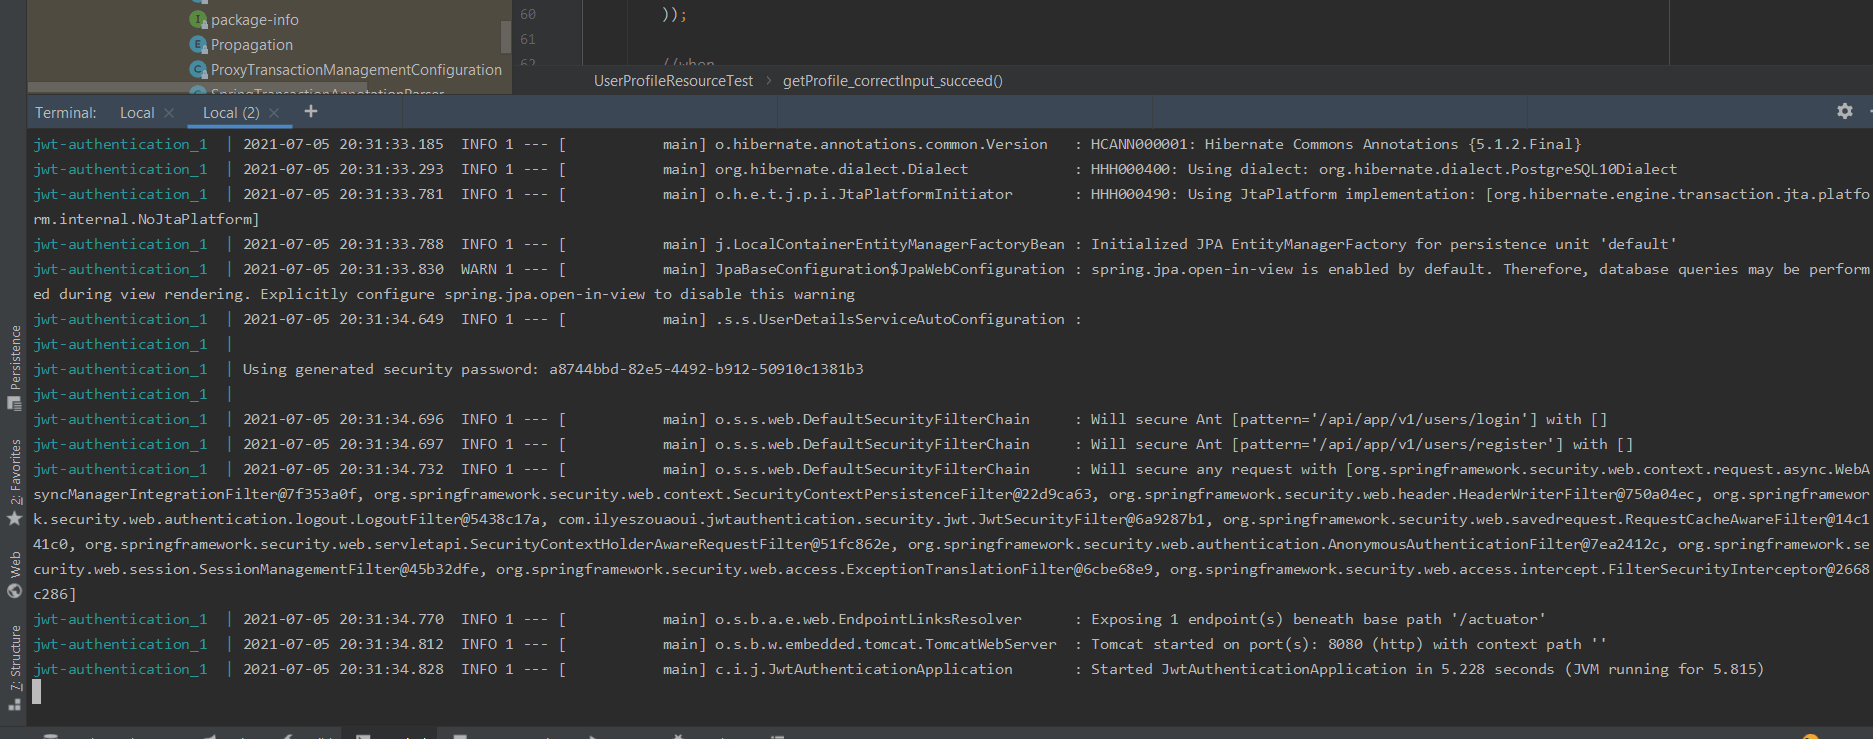 package-info
60 ));
Propagation
61
ProxyTransactionManagementConfiguration
62 //when
SpringTransactionAnnotationParser
UserProfileResourceTest > getProfile_correctInput_succeed()
Terminal: Local × Local (2) × +
jwt-authentication_1 | 2021-07-05 20:31:33.185 INFO 1 --- [ main] o.hibernate.annotations.common.Version : HCANN000001: Hibernate Commons Annotations {5.1.2.Final}
jwt-authentication_1 | 2021-07-05 20:31:33.293 INFO 1 --- [ main] org.hibernate.dialect.Dialect : HHH000400: Using dialect: org.hibernate.dialect.PostgreSQL10Dialect
jwt-authentication_1 | 2021-07-05 20:31:33.781 INFO 1 --- [ main] o.h.e.t.j.p.i.JtaPlatformInitiator : HHH000490: Using JtaPlatform implementation: [org.hibernate.engine.transaction.jta.platfo
rm.internal.NoJtaPlatform]
jwt-authentication_1 | 2021-07-05 20:31:33.788 INFO 1 --- [ main] j.LocalContainerEntityManagerFactoryBean : Initialized JPA EntityManagerFactory for persistence unit 'default'
jwt-authentication_1 | 2021-07-05 20:31:33.830 WARN 1 --- [ main] JpaBaseConfiguration$JpaWebConfiguration : spring.jpa.open-in-view is enabled by default. Therefore, database queries may be perform
ed during view rendering. Explicitly configure spring.jpa.open-in-view to disable this warning
jwt-authentication_1 | 2021-07-05 20:31:34.649 INFO 1 --- [ main] .s.s.UserDetailsServiceAutoConfiguration :
jwt-authentication_1 |
jwt-authentication_1 | Using generated security password: a8744bbd-82e5-4492-b912-50910c1381b3
jwt-authentication_1 |
jwt-authentication_1 | 2021-07-05 20:31:34.696 INFO 1 --- [ main] o.s.s.web.DefaultSecurityFilterChain : Will secure Ant [pattern='/api/app/v1/users/login'] with []
jwt-authentication_1 | 2021-07-05 20:31:34.697 INFO 1 --- [ main] o.s.s.web.DefaultSecurityFilterChain : Will secure Ant [pattern='/api/app/v1/users/register'] with []
jwt-authentication_1 | 2021-07-05 20:31:34.732 INFO 1 --- [ main] o.s.s.web.DefaultSecurityFilterChain : Will secure any request with [org.springframework.security.web.context.request.async.WebA
syncManagerIntegrationFilter@7f353a0f, org.springframework.security.web.context.SecurityContextPersistenceFilter@22d9ca63, org.springframework.security.web.header.HeaderWriterFilter@750a04ec, org.springframewor
k.security.web.authentication.logout.LogoutFilter@5438c17a, com.ilyeszouaoui.jwtauthentication.security.jwt.JwtSecurityFilter@6a9287b1, org.springframework.security.web.savedrequest.RequestCacheAwareFilter@14c1
41c0, org.springframework.security.web.servletapi.SecurityContextHolderAwareRequestFilter@51fc862e, org.springframework.security.web.authentication.AnonymousAuthenticationFilter@7ea2412c, org.springframework.se
curity.web.session.SessionManagementFilter@45b32dfe, org.springframework.security.web.access.ExceptionTranslationFilter@6cbe68e9, org.springframework.security.web.access.intercept.FilterSecurityInterceptor@2668
c286]
jwt-authentication_1 | 2021-07-05 20:31:34.770 INFO 1 --- [ main] o.s.b.a.e.web.EndpointLinksResolver : Exposing 1 endpoint(s) beneath base path '/actuator'
jwt-authentication_1 | 2021-07-05 20:31:34.812 INFO 1 --- [ main] o.s.b.w.embedded.tomcat.TomcatWebServer : Tomcat started on port(s): 8080 (http) with context path ''
jwt-authentication_1 | 2021-07-05 20:31:34.828 INFO 1 --- [ main] c.i.j.JwtAuthenticationApplication : Started JwtAuthenticationApplication in 5.228 seconds (JVM running for 5.815)
Persistence
2: Favorites
Web
7: Structure